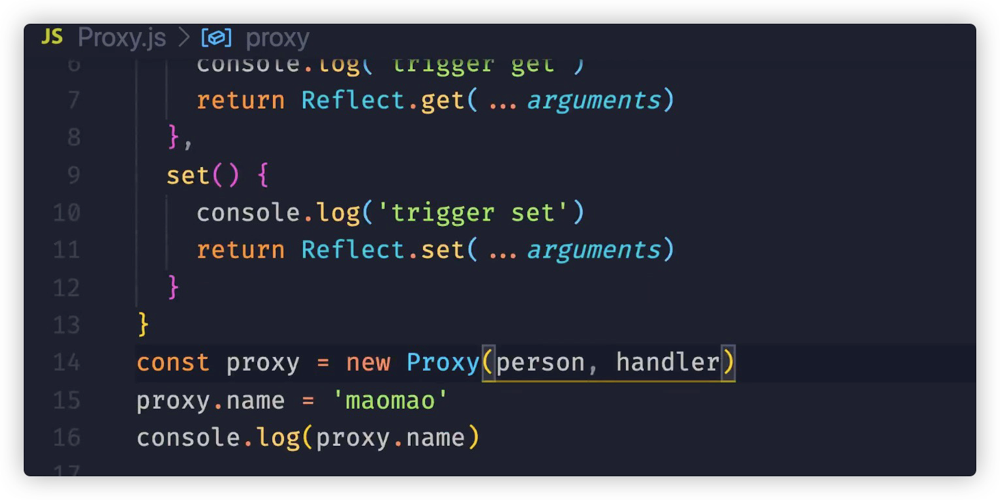 JS Proxy.js > proxy
6 console.log('trigger get')
7 return Reflect.get(...arguments)
8 },
9 set() {
10 console.log('trigger set')
11 return Reflect.set(...arguments)
12 }
13 }
14 const proxy = new Proxy(person, handler)
15 proxy.name = 'maomao'
16 console.log(proxy.name)
17